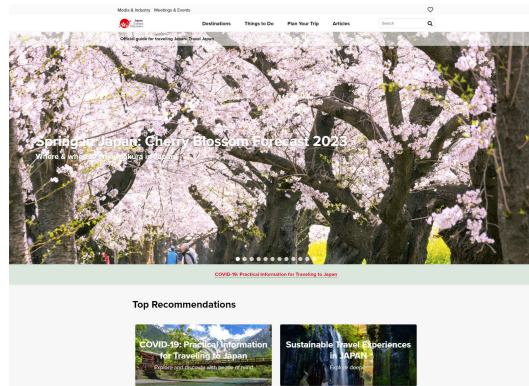 Media & Industry Meetings & Events
Japan
Destinations Things to Do Plan Your Trip Articles Search
Official guide for traveling Japan- Travel Japan
Spring in Japan: Cherry Blossom Forecast 2023
Where & when to
sakura in Japan
COVID-19: Practical Information for Traveling to Japan
Top Recommendations
COVID-19: Practical Information
for Traveling to Japan
Explore and discover with peace of mind
Sustainable Travel Experiences
in JAPAN
Explore deeper